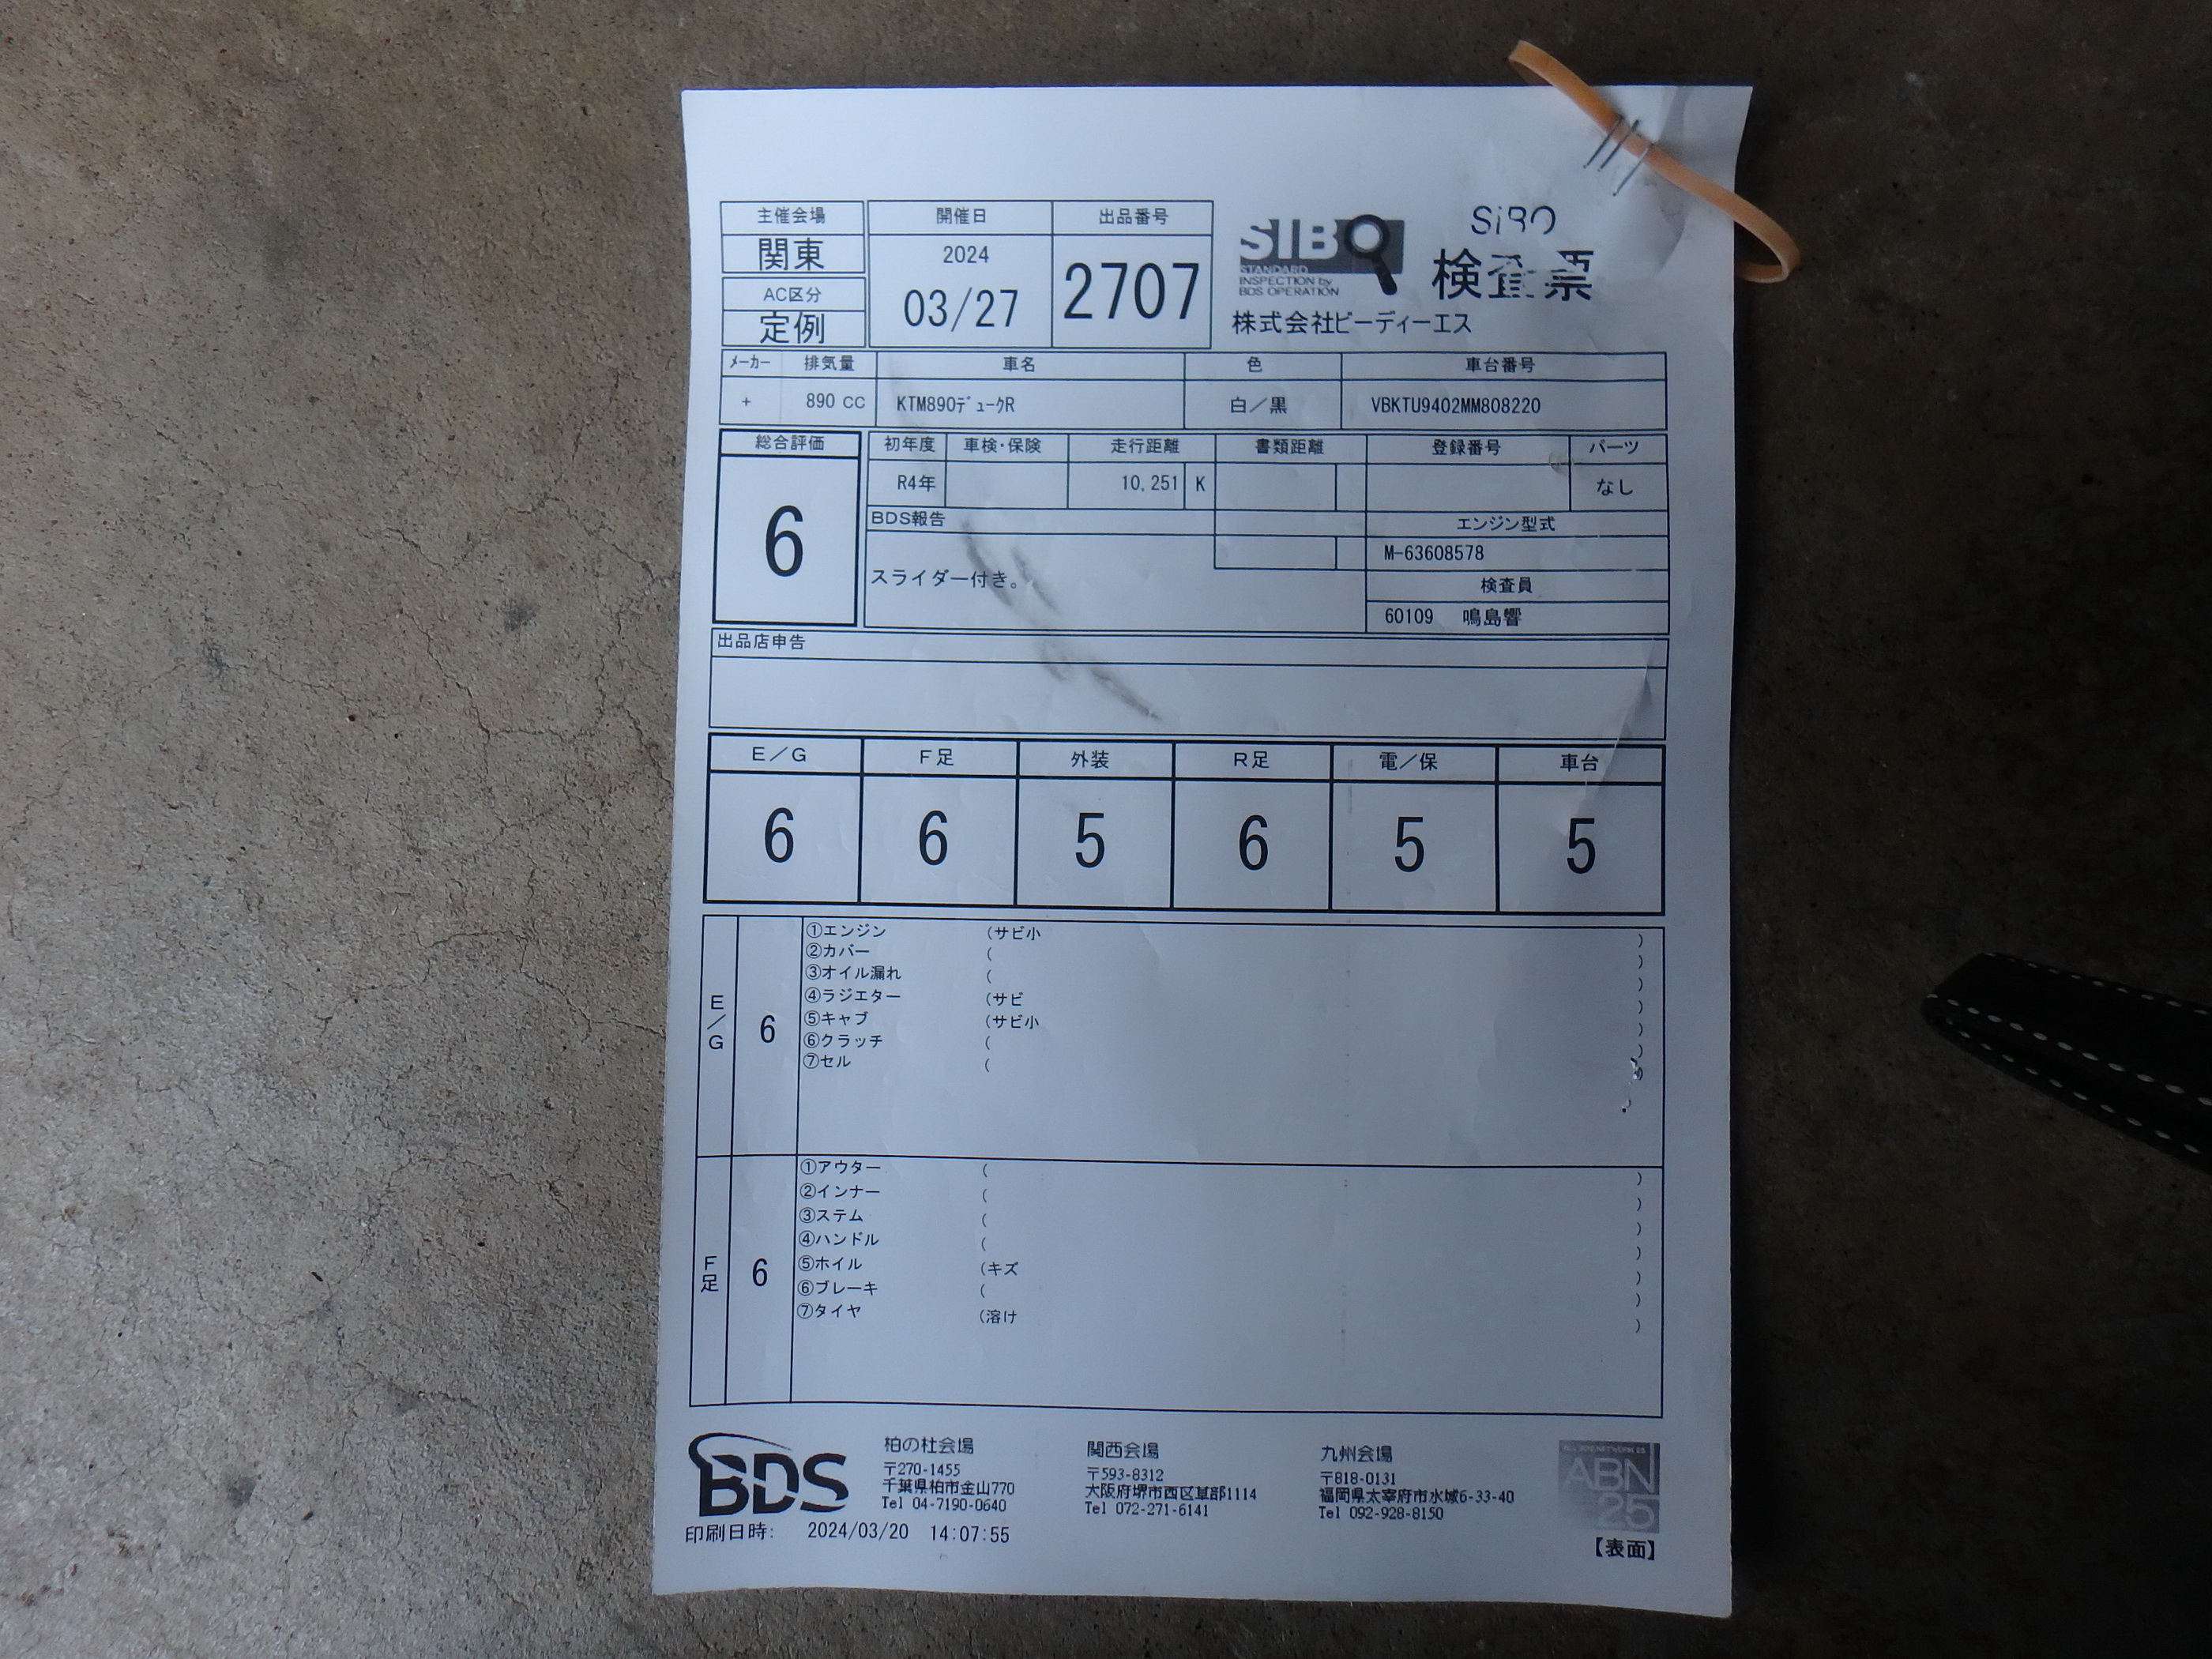 主催会場 開催日 出品番号
関東 2024 03/27 2707
AC区分
定例
SIBO
STANDARD
INSPECTION by
BDS OPERATION
SiBO
検査票
株式会社ビーディーエス
メーカー 排気量 車名 色 車台番号
+ 890 CC KTM890デュークR 白／黒 VBKTU9402MM808220
総合評価 初年度 車検・保険 走行距離 書類距離 登録番号 パーツ
6 R4年 10,251 K なし
BDS報告 エンジン型式
M-63608578
スライダー付き。 検査員
60109 鳴島響
出品店申告
E／G F足 外装 R足 電／保 車台
6 6 5 6 5 5
E／G 6
①エンジン (サビ小 )
②カバー ( )
③オイル漏れ ( )
④ラジエター (サビ )
⑤キャブ (サビ小 )
⑥クラッチ ( )
⑦セル ( )
F足 6
①アウター ( )
②インナー ( )
③ステム ( )
④ハンドル ( )
⑤ホイル (キズ )
⑥ブレーキ ( )
⑦タイヤ (溶け )
BDS
柏の杜会場
〒270-1455
千葉県柏市金山770
Tel 04-7190-0640
関西会場
〒593-8312
大阪府堺市西区草部1114
Tel 072-271-6141
九州会場
〒818-0131
福岡県太宰府市水城6-33-40
Tel 092-928-8150
ABN
25
印刷日時: 2024/03/20 14:07:55
【表面】